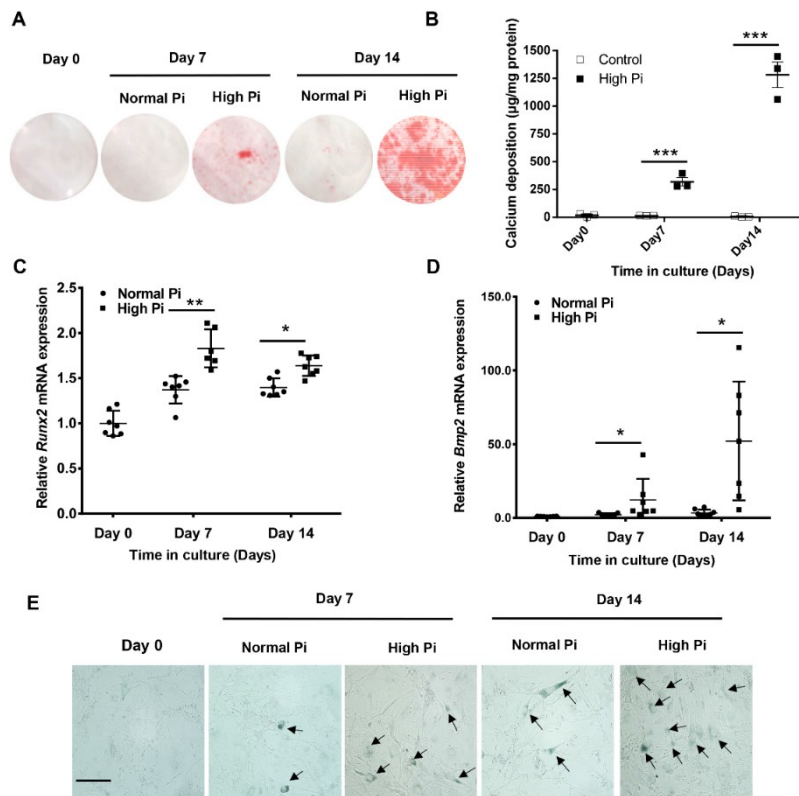 A
Day 0
Day 7
Day 14
Normal Pi
High Pi
Normal Pi
High Pi
B
Control
High Pi
***
***
Calcium deposition (µg/mg protein)
1500
1250
1000
750
500
250
0
Day0
Day7
Day14
Time in culture (Days)
C
Normal Pi
High Pi
**
*
Relative Runx2 mRNA expression
2.5
2.0
1.5
1.0
0.5
0.0
Day 0
Day 7
Day 14
Time in culture (Days)
D
Normal Pi
High Pi
*
*
Relative Bmp2 mRNA expression
150.0
100.0
50.0
0.0
Day 0
Day 7
Day 14
Time in culture (Days)
E
Day 0
Day 7
Day 14
Normal Pi
High Pi
Normal Pi
High Pi